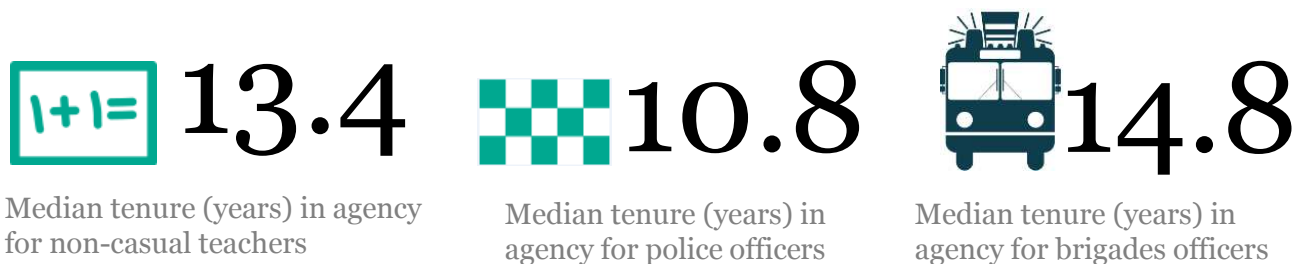 1+1=
13.4
Median tenure (years) in agency
for non-casual teachers
10.8
Median tenure (years) in
agency for police officers
14.8
Median tenure (years) in
agency for brigades officers